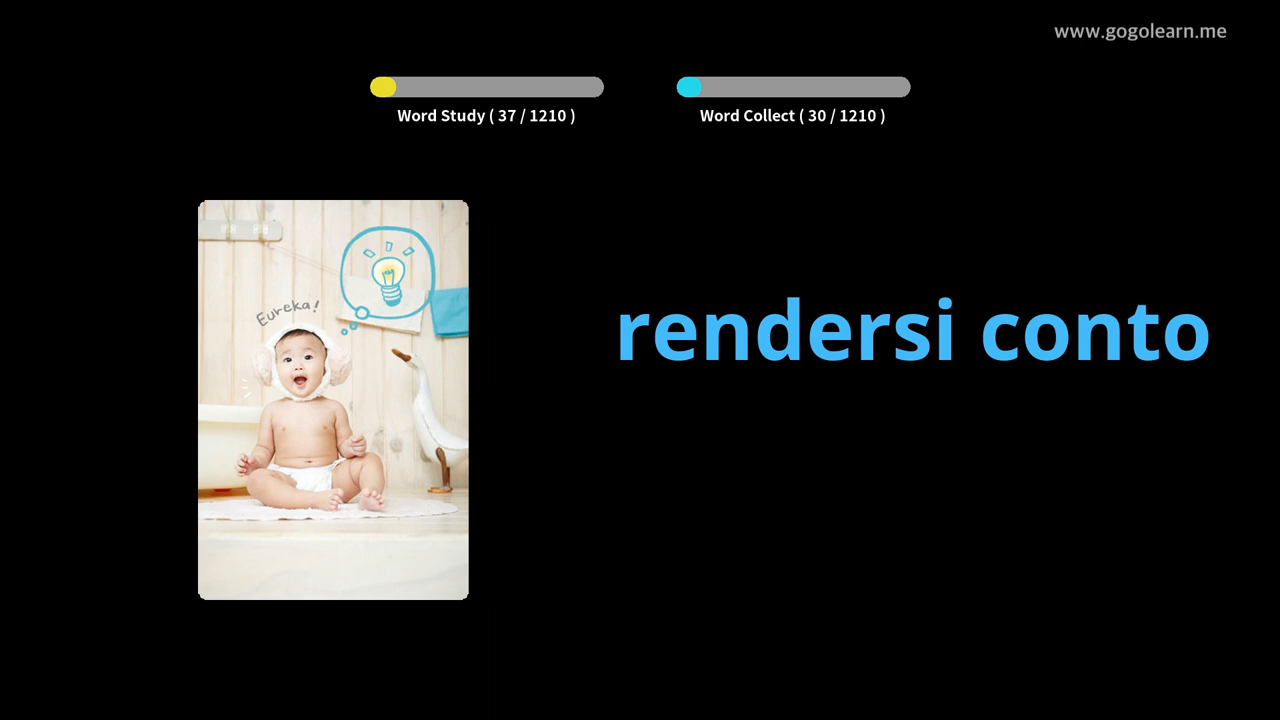 www.gogolearn.me
Word Study ( 37 / 1210 )
Word Collect ( 30 / 1210 )
Eureka!
rendersi conto